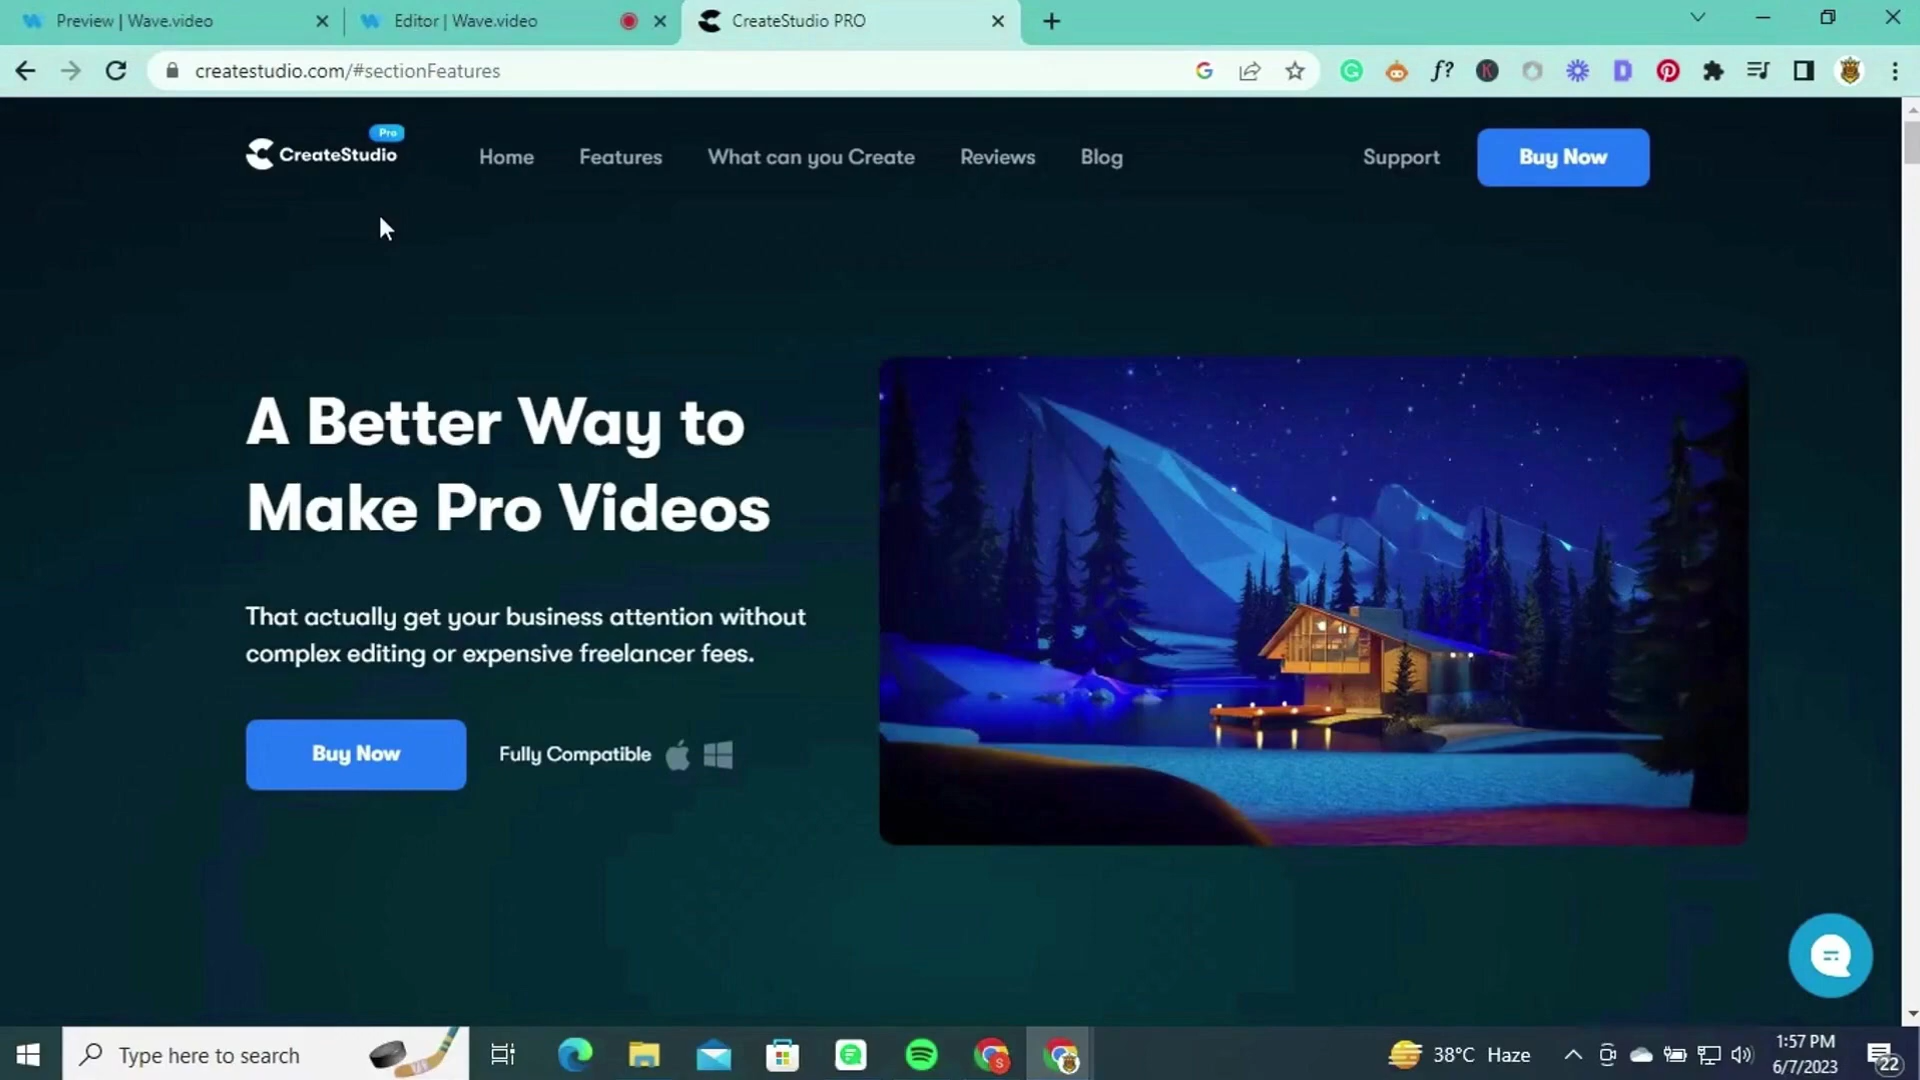 Preview | Wave.video
Editor | Wave.video
CreateStudio PRO
createstudio.com/#sectionFeatures
CreateStudio
Pro
Home
Features
What can you Create
Reviews
Blog
Support
Buy Now
A Better Way to
Make Pro Videos
That actually get your business attention without
complex editing or expensive freelancer fees.
Buy Now
Fully Compatible
Type here to search
38°C Haze
1:57 PM
6/7/2023
22